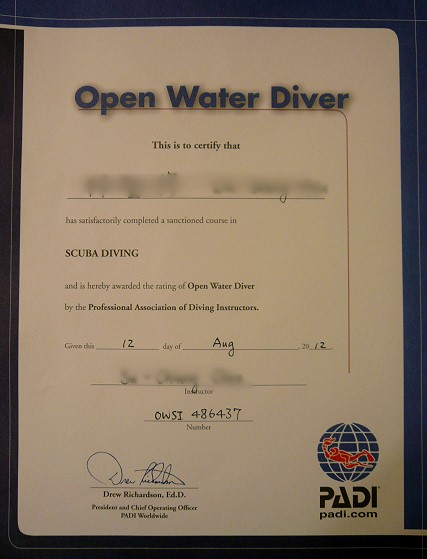 Open Water Diver
This is to certify that
has satisfactorily completed a sanctioned course in
SCUBA DIVING
and is hereby awarded the rating of Open Water Diver
by the Professional Association of Diving Instructors.
Given this 12 day of Aug, 2012
Instructor
OWSI 486437
Number
Drew Richardson, Ed.D.
President and Chief Operating Officer
PADI Worldwide
PADI
padi.com